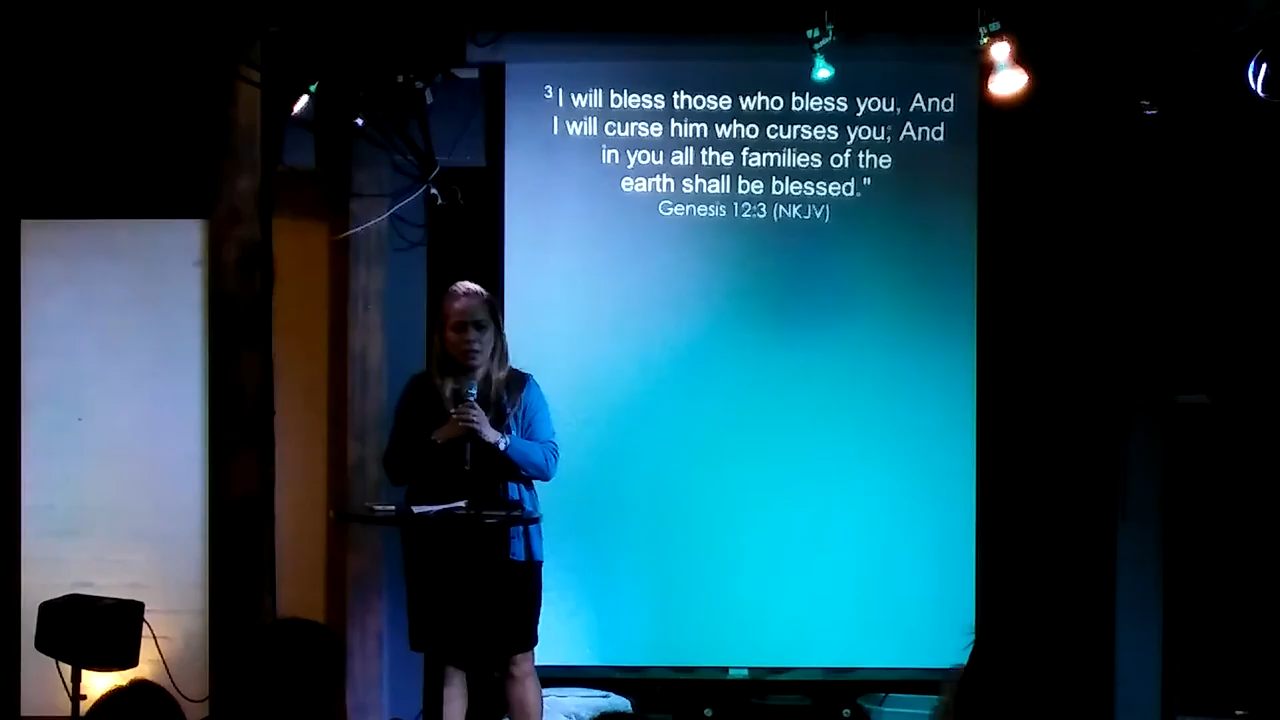 3 I will bless those who bless you, And
I will curse him who curses you; And
in you all the families of the
earth shall be blessed."
Genesis 12:3 (NKJV)